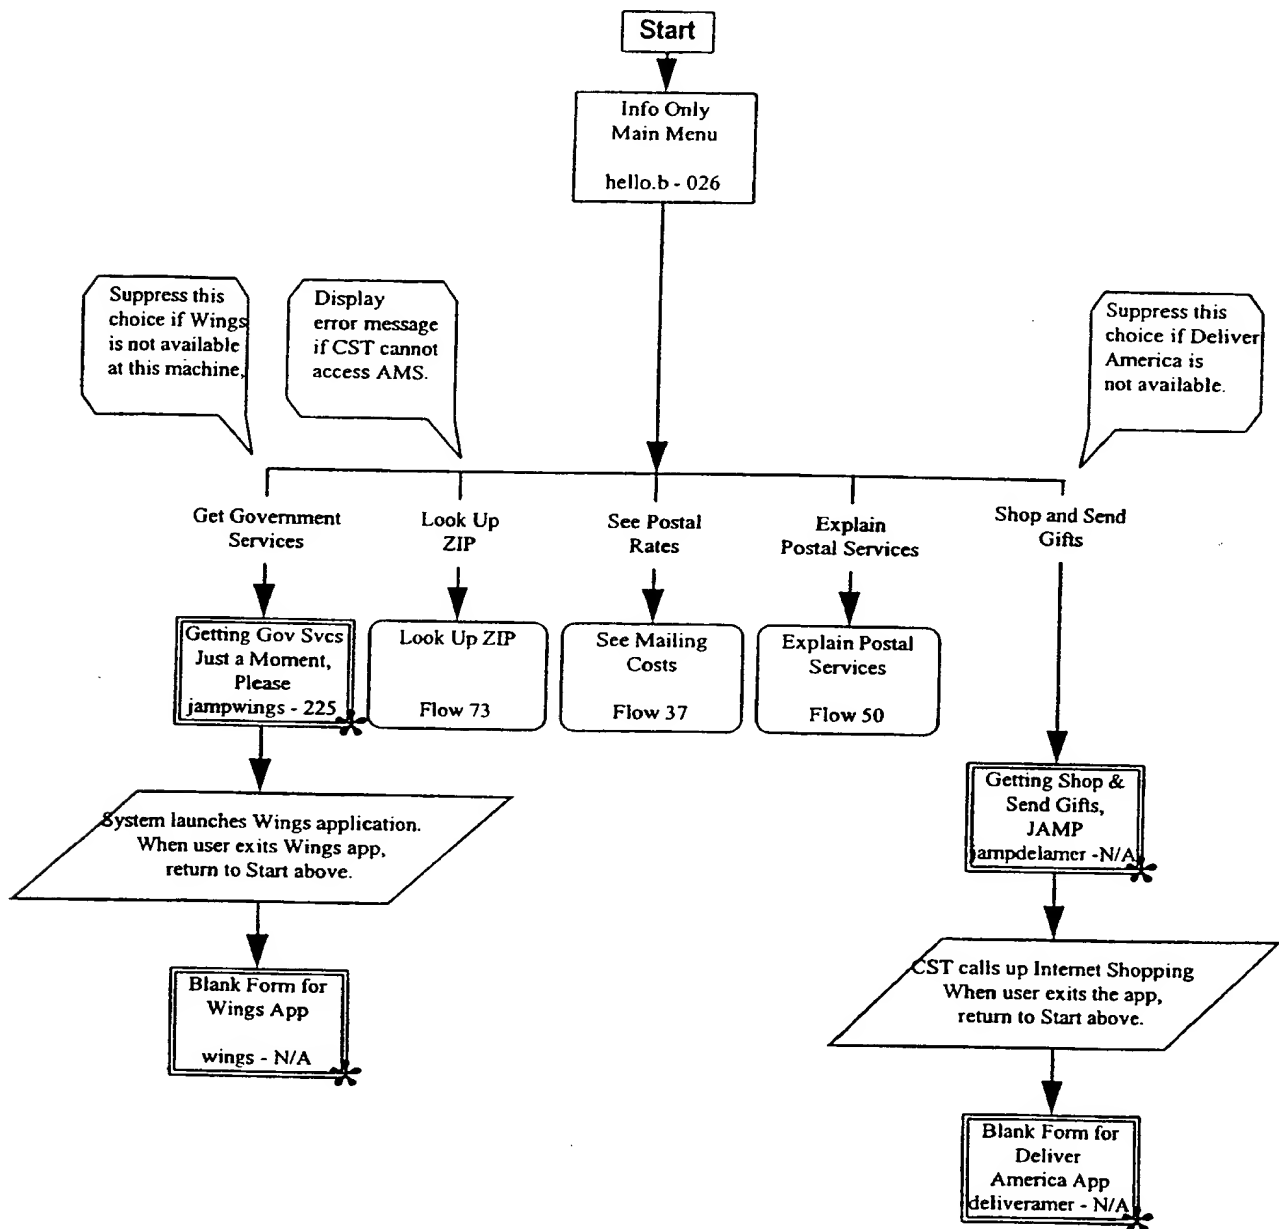 Start
Info Only
Main Menu
hello.b - 026
Suppress this
choice if Wings
is not available
at this machine,
Display
error message
if CST cannot
access AMS.
Suppress this
choice if Deliver
America is
not available.
Get Government
Services
Look Up
ZIP
See Postal
Rates
Explain
Postal Services
Shop and Send
Gifts
Getting Gov Svcs
Just a Moment,
Please
jampwings - 225
Look Up ZIP
Flow 73
See Mailing
Costs
Flow 37
Explain Postal
Services
Flow 50
Getting Shop &
Send Gifts,
JAMP
jampdelamer -N/A
System launches Wings application.
When user exits Wings app,
return to Start above.
CST calls up Internet Shopping
When user exits the app,
return to Start above.
Blank Form for
Wings App
wings - N/A
Blank Form for
Deliver
America App
deliveramer - N/A